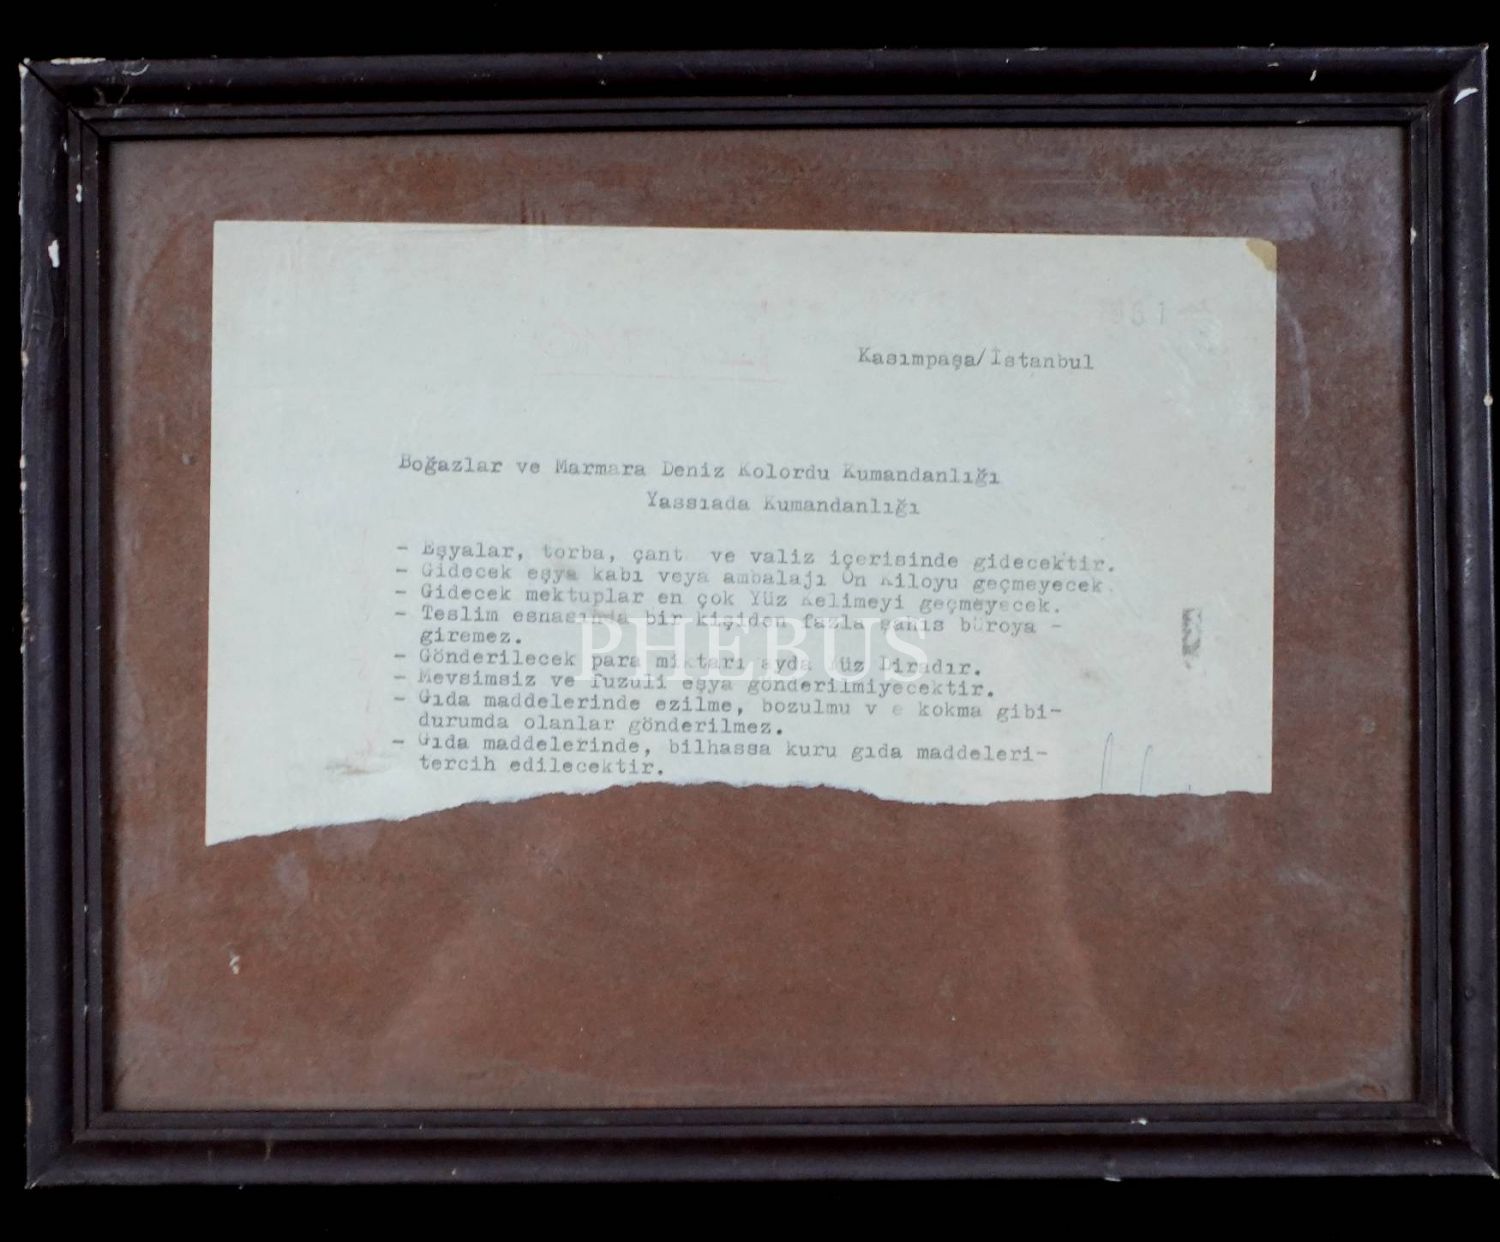 961
Kasımpaşa/İstanbul
Boğazlar ve Marmara Deniz Kolordu Kumandanlığı
Yassıada Kumandanlığı
- Eşyalar, torba, çant ve valiz içerisinde gidecektir.
- Gidecek eşya kabı veya ambalajı On Kiloyu geçmeyecek.
- Gidecek mektuplar en çok Yüz Kelimeyi geçmeyecek.
- Teslim esnasında bir kişiden fazla şahıs büroya -
giremez.
- Gönderilecek para miktarı ayda Yüz Liradır.
- Mevsimsiz ve fuzuli eşya gönderilmiyecektir.
- Gıda maddelerinde ezilme, bozulmu v e kokma gibi-
durumda olanlar gönderilmez.
- Gıda maddelerinde, bilhassa kuru gıda maddeleri-
tercih edilecektir.
PHEBUS